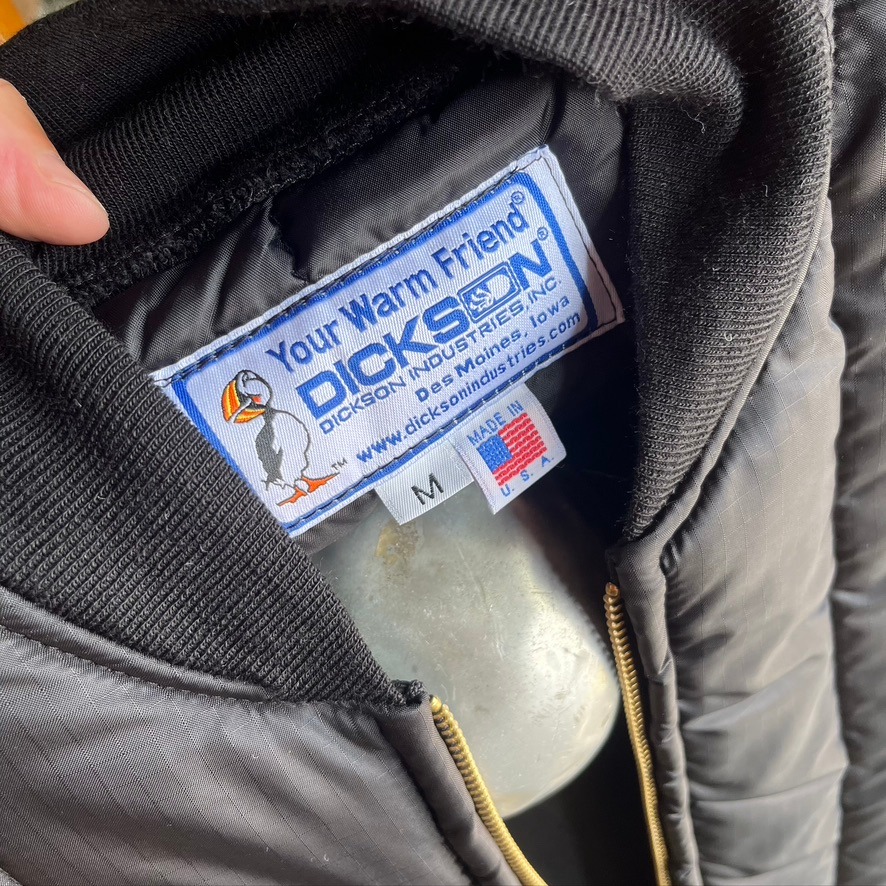 Your Warm Friend®
DICKSON®
DICKSON INDUSTRIES, INC.
Des Moines, Iowa
www.dicksonindustries.com
TM
M
MADE IN
U. S. A.